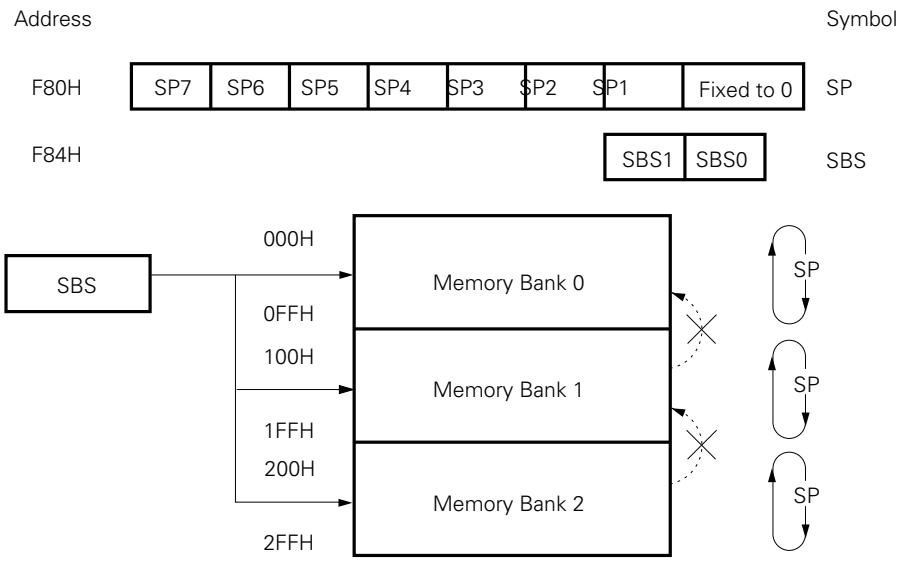 Address Symbol
F80H SP7 SP6 SP5 SP4 SP3 SP2 SP1 Fixed to 0 SP
F84H SBS1 SBS0 SBS
000H
SBS Memory Bank 0 SP
0FFH
100H
Memory Bank 1 SP
1FFH
200H
Memory Bank 2 SP
2FFH